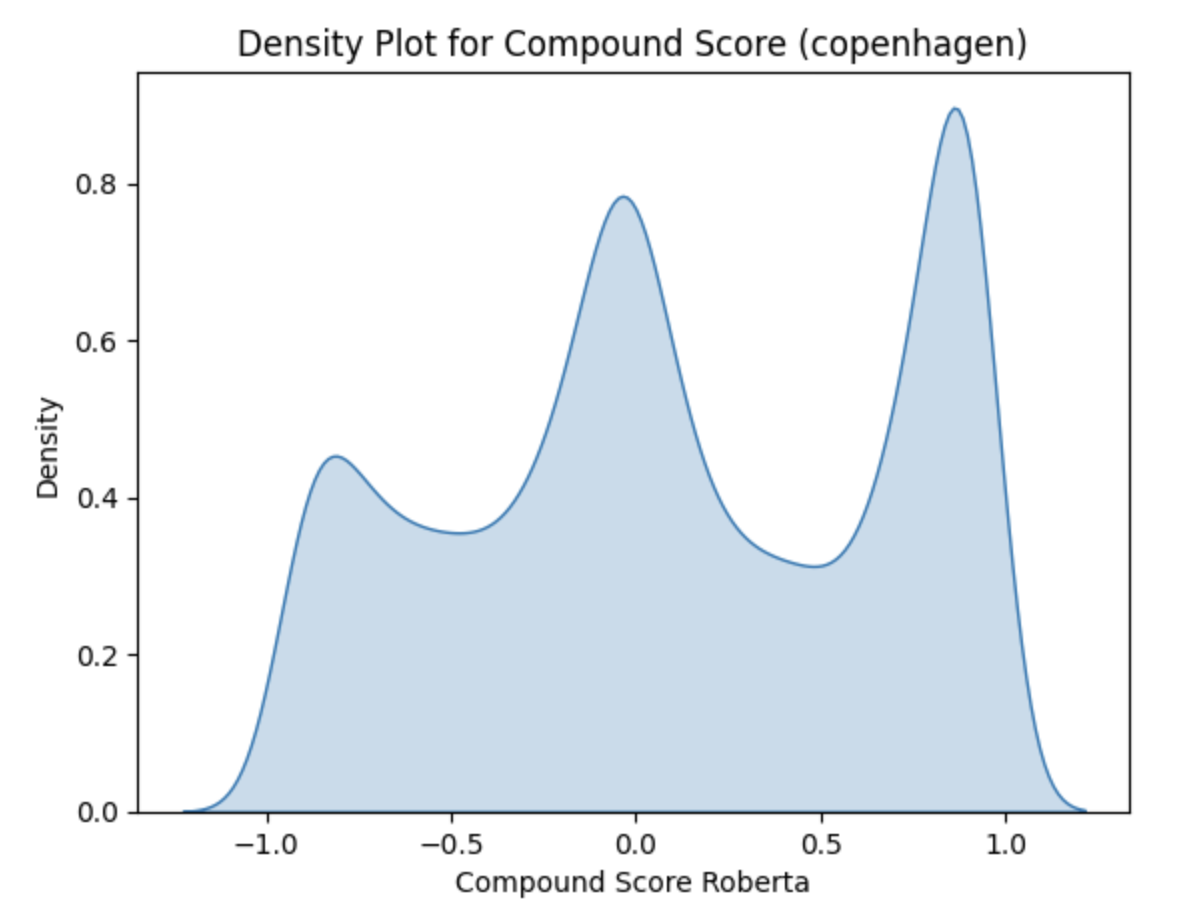 Density Plot for Compound Score (copenhagen)
0.8
0.6
0.4
0.2
0.0
Density
−1.0 −0.5 0.0 0.5 1.0
Compound Score Roberta